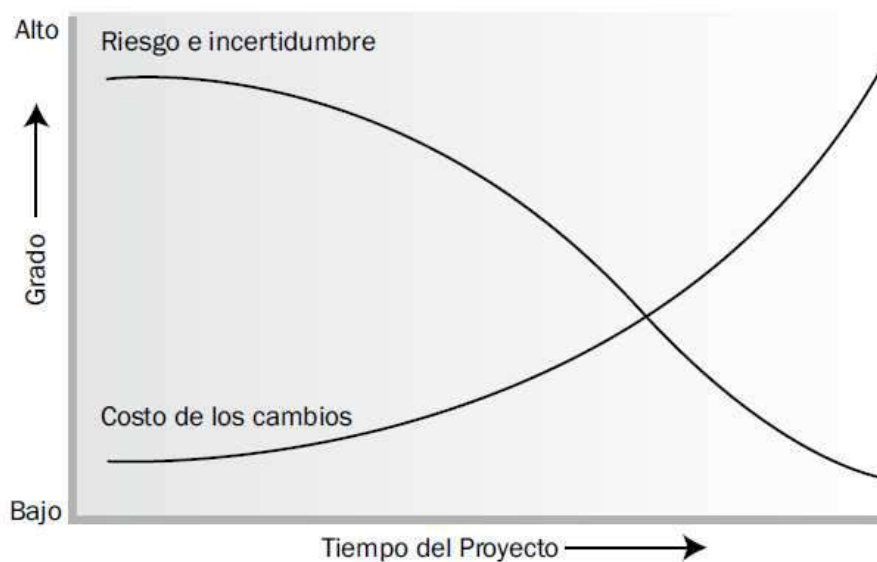 Alto
Riesgo e incertidumbre
Grado
Costo de los cambios
Bajo
Tiempo del Proyecto